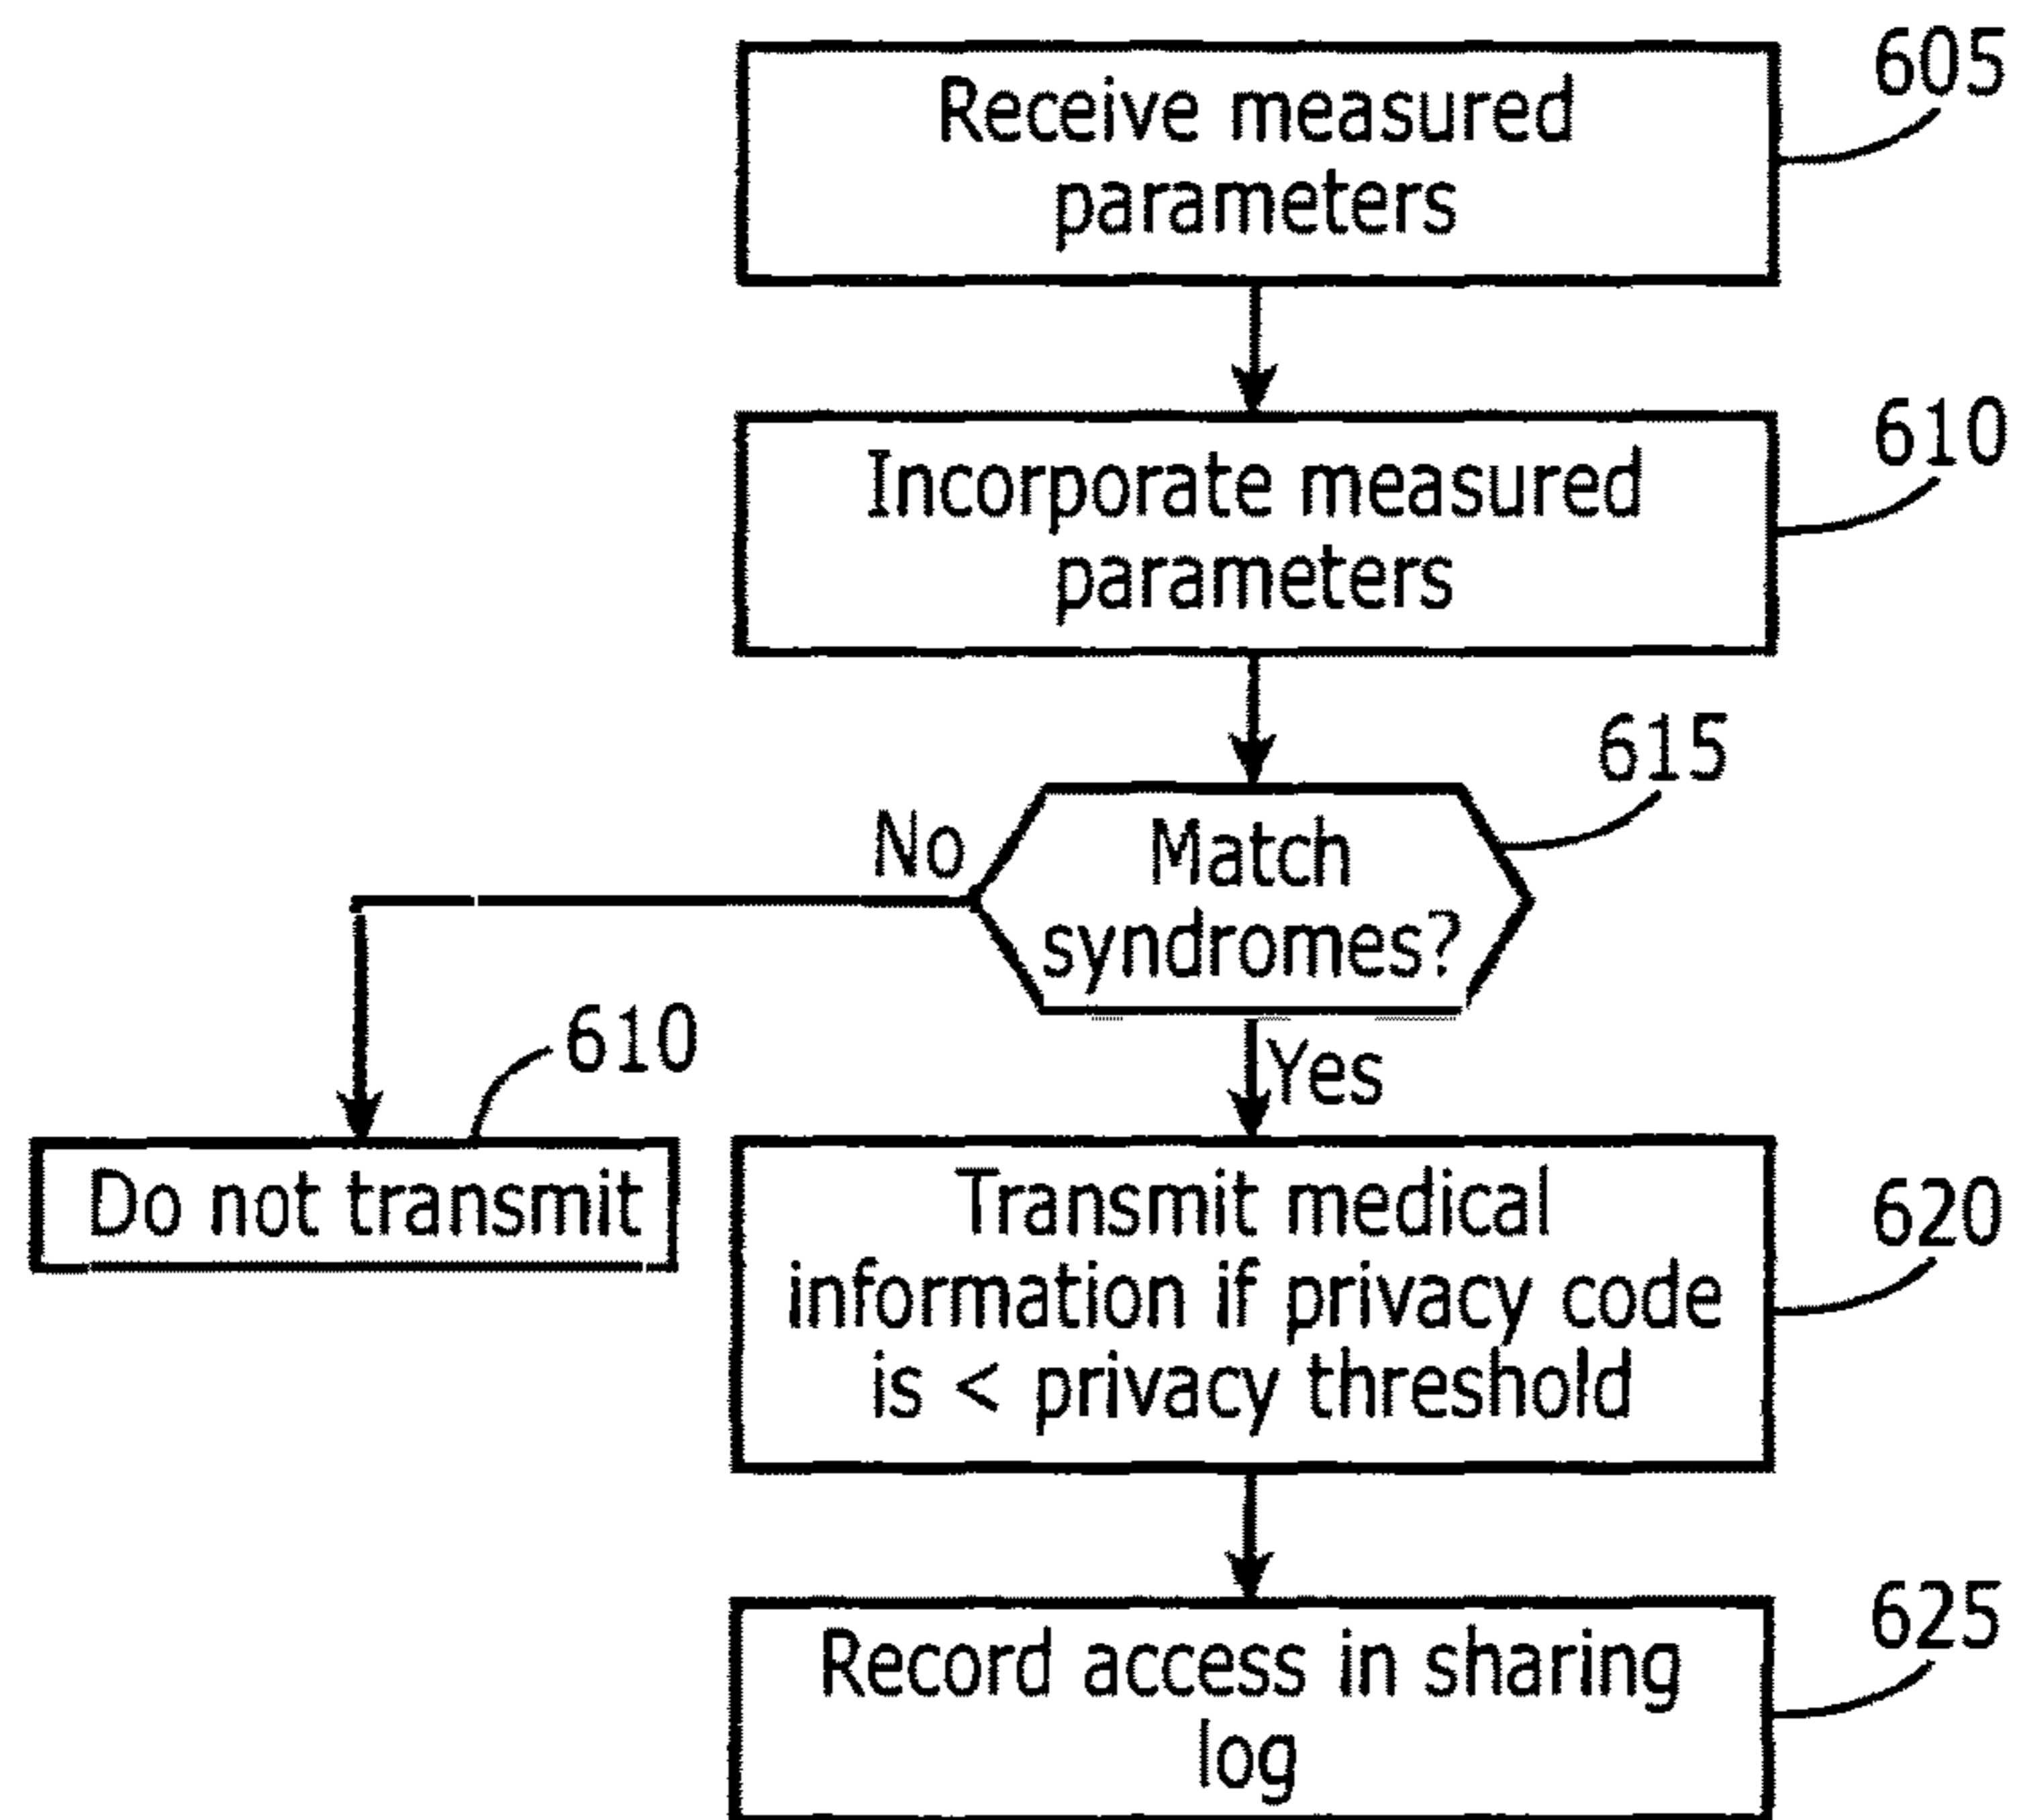 605
Receive measured
parameters
610
Incorporate measured
parameters
615
No
Match
syndromes?
610
Yes
Do not transmit
Transmit medical
information if privacy code
is < privacy threshold
620
625
Record access in sharing
log